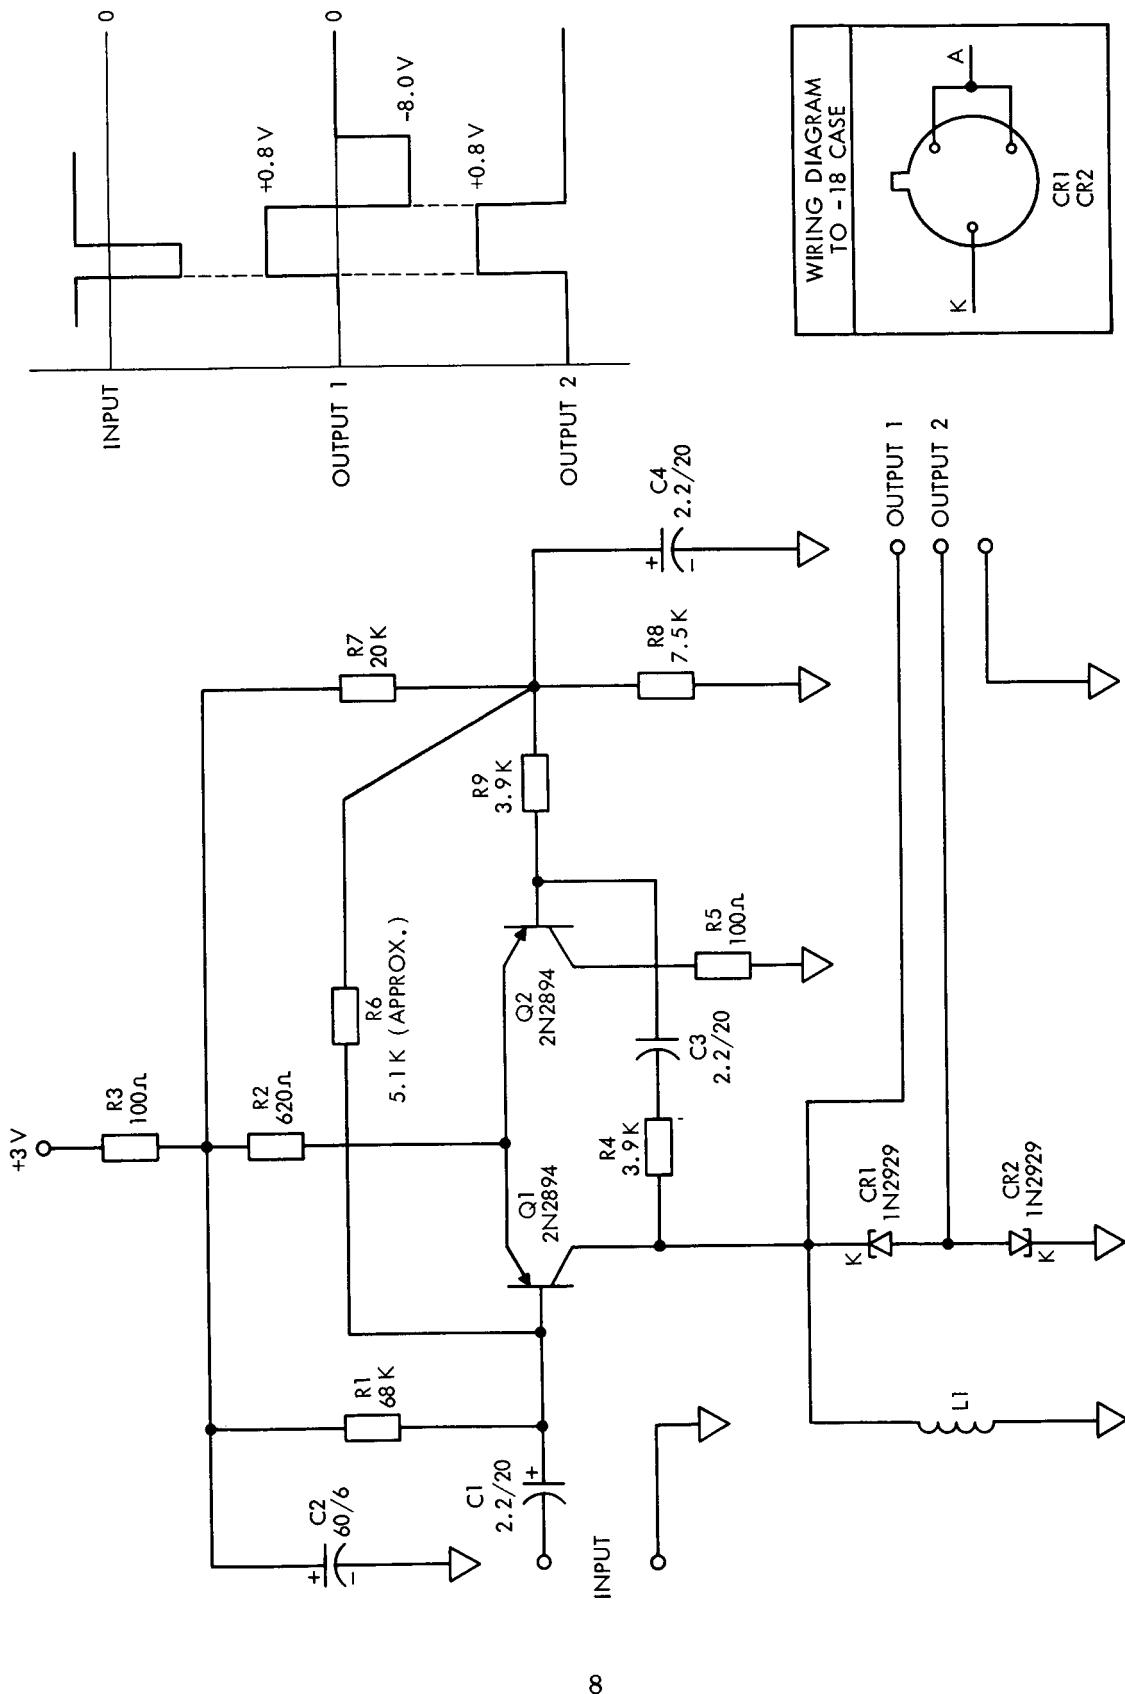 +3 V
R3
100Ω
R2
620Ω
R6
5.1 K (APPROX.)
R7
20 K
R1
68 K
C2
60/6
+
–
C1
2.2/20
+
INPUT
Q1
2N2894
Q2
2N2894
R9
3.9 K
R4
3.9K
C3
2.2/20
R5
100Ω
R8
7.5 K
C4
2.2/20
+
–
L1
K
CR1
1N2929
CR2
1N2929
K
OUTPUT 1
OUTPUT 2
INPUT
0
OUTPUT 1
+0.8 V
-8.0 V
0
OUTPUT 2
+0.8 V
WIRING DIAGRAM
TO -18 CASE
K
A
CR1
CR2
8